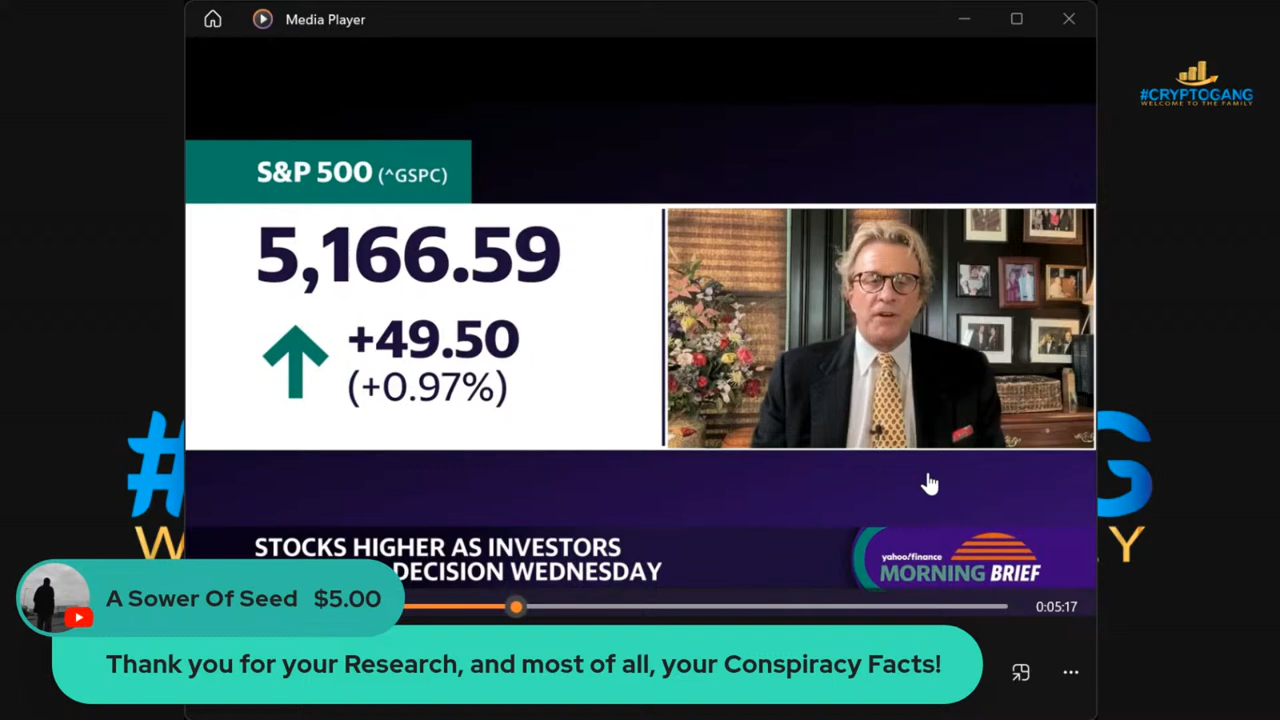 Media Player
#CRYPTOGANG
WELCOME TO THE FAMILY
S&P 500 (^GSPC)
5,166.59
+49.50
(+0.97%)
#
G
W
Y
STOCKS HIGHER AS INVESTORS
DECISION WEDNESDAY
yahoo/finance
MORNING BRIEF
A Sower Of Seed $5.00
0:05:17
Thank you for your Research, and most of all, your Conspiracy Facts!